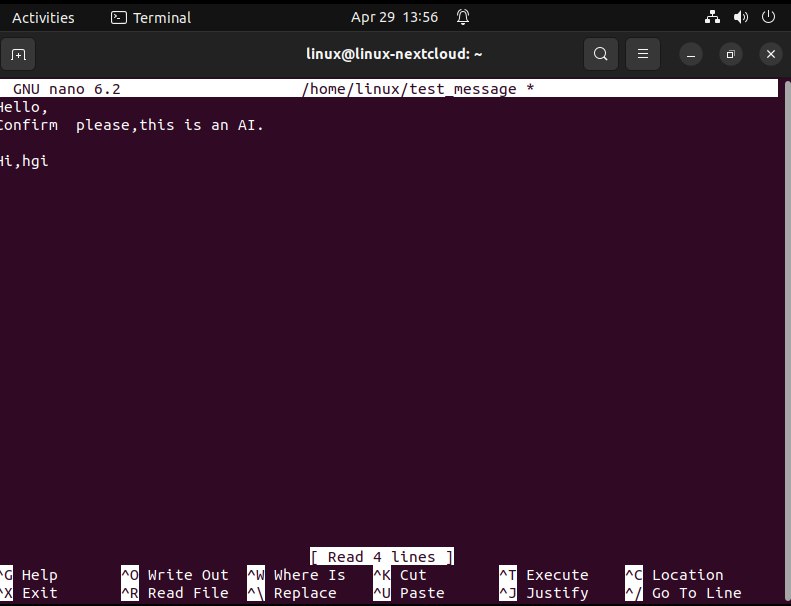 Activities Terminal Apr 29 13:56
linux@linux-nextcloud: ~
GNU nano 6.2 /home/linux/test_message *
Hello,
Confirm  please,this is an AI.
Hi,hgi
[ Read 4 lines ]
^G Help ^O Write Out ^W Where Is ^K Cut ^T Execute ^C Location
^X Exit ^R Read File ^\ Replace ^U Paste ^J Justify ^/ Go To Line